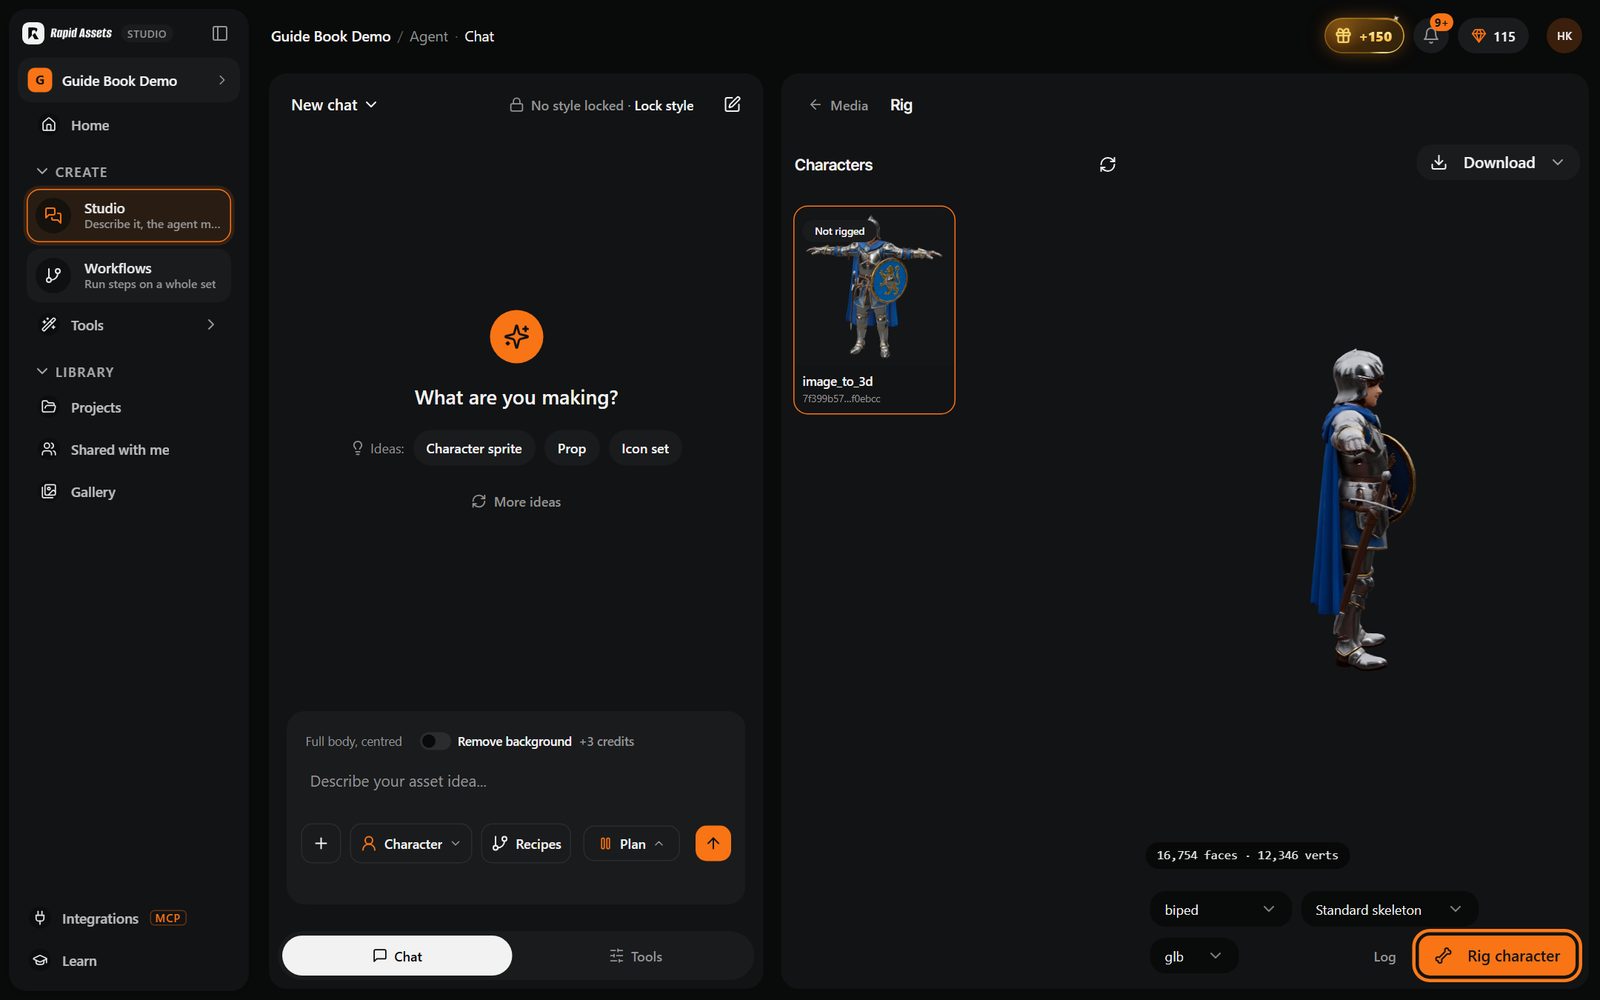 Rapid Assets STUDIO
Guide Book Demo / Agent · Chat
+150
9+
115
HK
G Guide Book Demo
Home
CREATE
Studio
Describe it, the agent m...
Workflows
Run steps on a whole set
Tools
LIBRARY
Projects
Shared with me
Gallery
Integrations MCP
Learn
New chat
No style locked · Lock style
What are you making?
Ideas: Character sprite Prop Icon set
More ideas
Full body, centred Remove background +3 credits
Describe your asset idea...
Character Recipes Plan
Chat Tools
Media Rig
Characters
Download
Not rigged
image_to_3d
7f399b57...f0ebcc
16,754 faces · 12,346 verts
biped Standard skeleton
glb Log Rig character